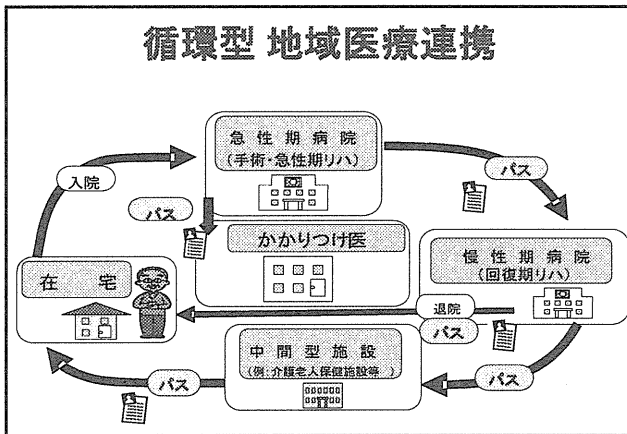 循環型 地域医療連携
急性期病院
(手術・急性期リハ)
入院
パス
パス
かかりつけ医
在 宅
慢性期病院
(回復期リハ)
退院
パス
中間型施設
(例:介護老人保健施設等 )
パス
パス